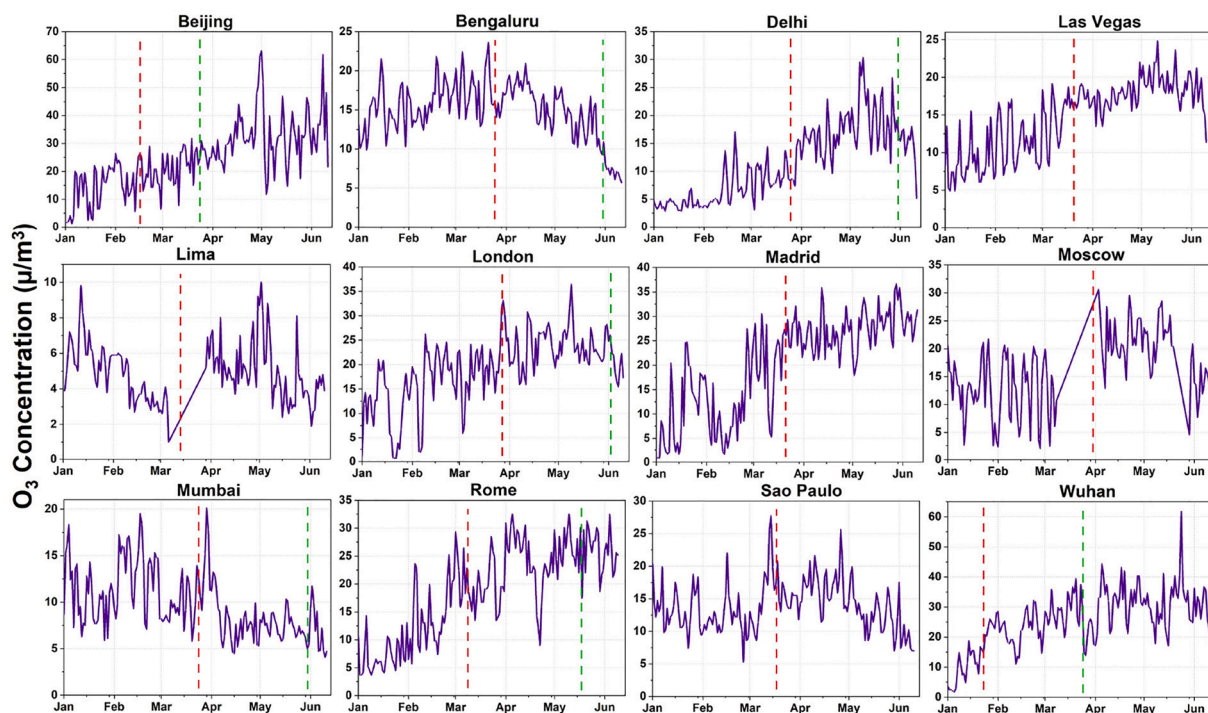 Beijing Bengaluru Delhi Las Vegas
70 60 50 40 30 20 10 0
25 20 15 10 5 0
35 30 25 20 15 10 5 0
25 20 15 10 5 0
Jan Feb Mar Apr May Jun
Jan Feb Mar Apr May Jun
Jan Feb Mar Apr May Jun
Jan Feb Mar Apr May Jun
O3 Concentration (μ/m³)
Lima London Madrid Moscow
10 8 6 4 2 0
40 35 30 25 20 15 10 5 0
40 35 30 25 20 15 10 5 0
35 30 25 20 15 10 5 0
Jan Feb Mar Apr May Jun
Jan Feb Mar Apr May Jun
Jan Feb Mar Apr May Jun
Jan Feb Mar Apr May Jun
Mumbai Rome Sao Paulo Wuhan
20 15 10 5 0
35 30 25 20 15 10 5 0
30 25 20 15 10 5 0
60 50 40 30 20 10 0
Jan Feb Mar Apr May Jun
Jan Feb Mar Apr May Jun
Jan Feb Mar Apr May Jun
Jan Feb Mar Apr May Jun